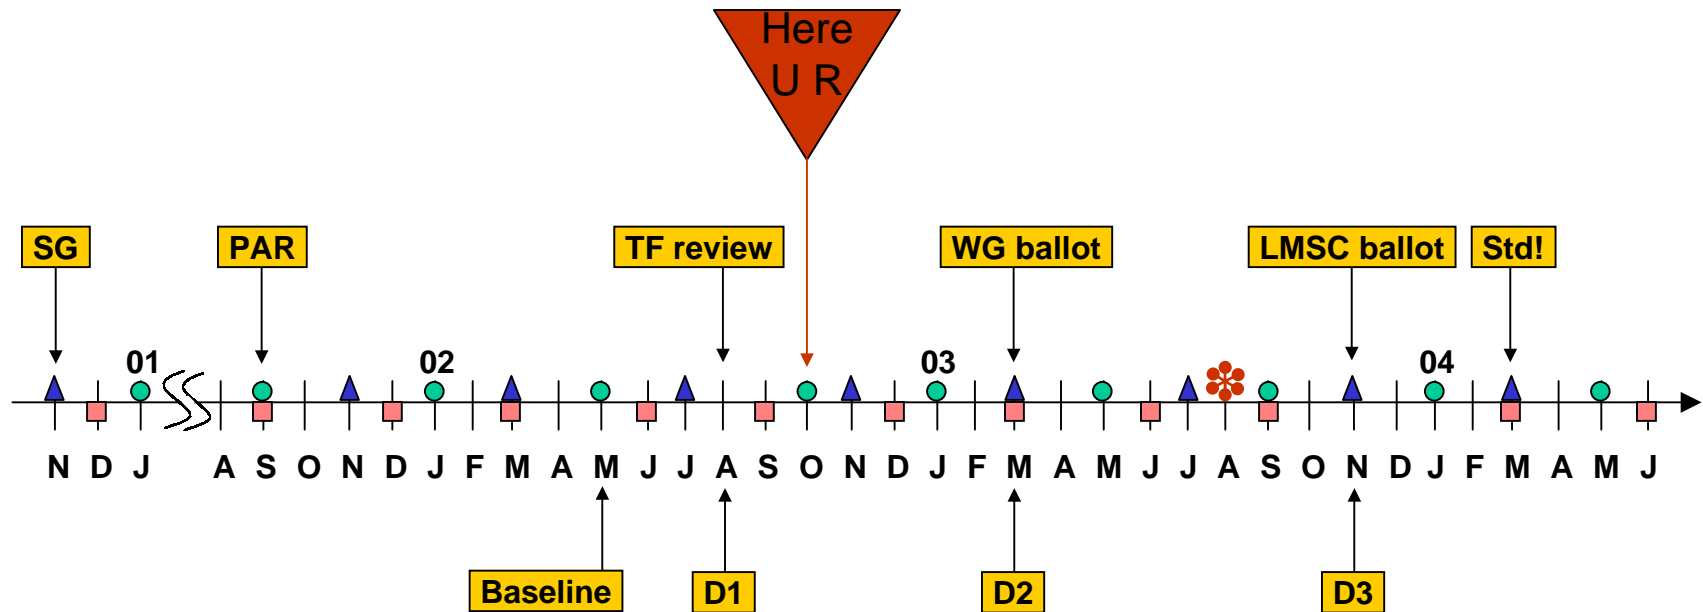 Here
U R
SG
PAR
TF review
WG ballot
LMSC ballot
Std!
01
02
03
04
N D J A S O N D J F M A M J J A S O N D J F M A M J J A S O N D J F M A M J
Baseline
D1
D2
D3